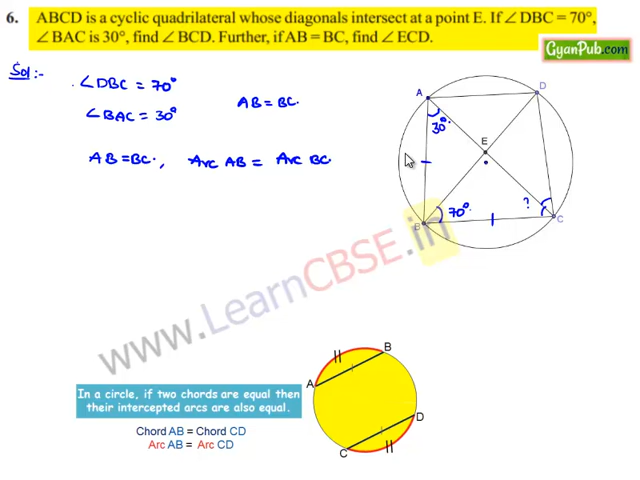 6. ABCD is a cyclic quadrilateral whose diagonals intersect at a point E. If ∠ DBC = 70°,
∠ BAC is 30°, find ∠ BCD. Further, if AB = BC, find ∠ ECD.
GyanPub.com
Sol:-
∠DBC = 70°
∠BAC = 30°
AB = BC.
AB = BC., Arc AB = Arc BC
A
D
30°
E
?
70°
B
C
www.LearnCBSE.in
B
A
D
C
In a circle, if two chords are equal then
their intercepted arcs are also equal.
Chord AB = Chord CD
Arc AB = Arc CD